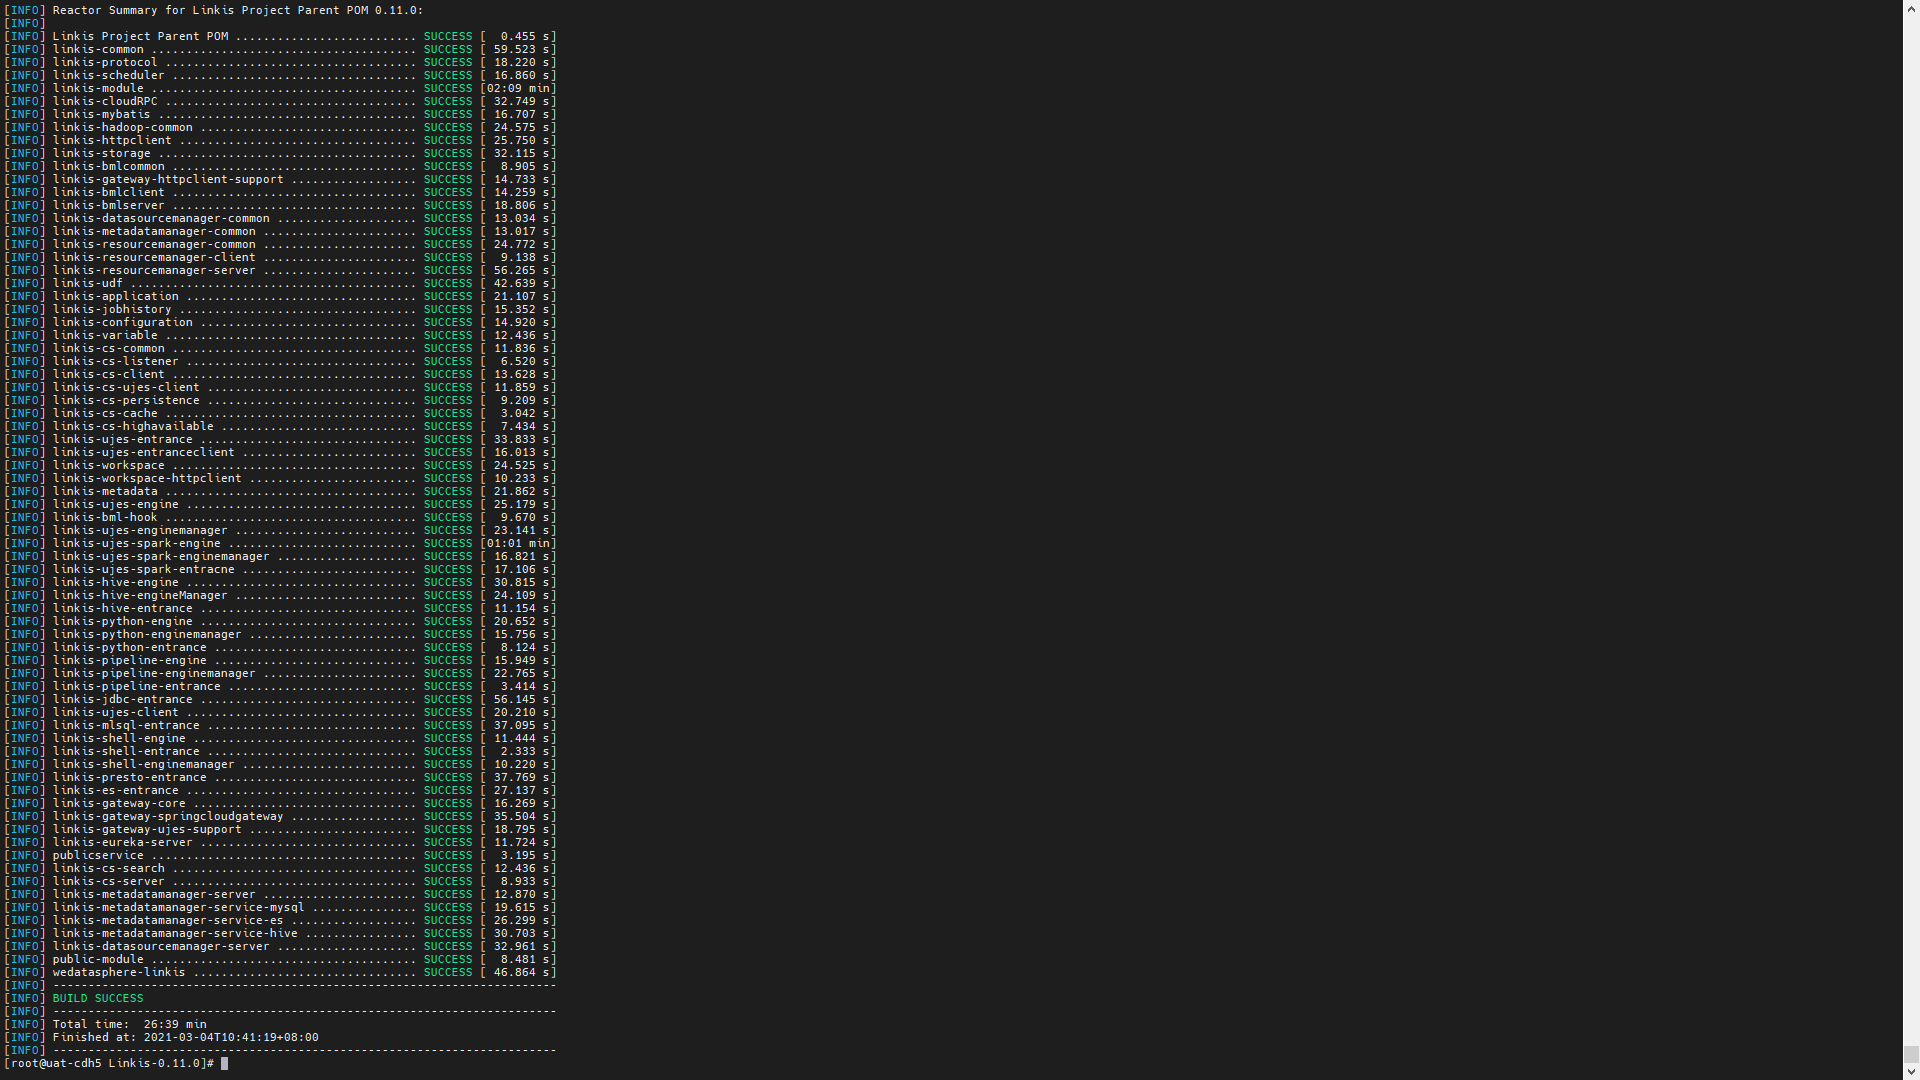 [INFO] Reactor Summary for Linkis Project Parent POM 0.11.0:
[INFO]
[INFO] Linkis Project Parent POM .......................... SUCCESS [  0.455 s]
[INFO] linkis-common ...................................... SUCCESS [ 59.523 s]
[INFO] linkis-protocol .................................... SUCCESS [ 18.220 s]
[INFO] linkis-scheduler ................................... SUCCESS [ 16.860 s]
[INFO] linkis-module ...................................... SUCCESS [02:09 min]
[INFO] linkis-cloudRPC .................................... SUCCESS [ 32.749 s]
[INFO] linkis-mybatis ..................................... SUCCESS [ 16.707 s]
[INFO] linkis-hadoop-common ............................... SUCCESS [ 24.575 s]
[INFO] linkis-httpclient .................................. SUCCESS [ 25.750 s]
[INFO] linkis-storage ..................................... SUCCESS [ 32.115 s]
[INFO] linkis-bmlcommon ................................... SUCCESS [  8.905 s]
[INFO] linkis-gateway-httpclient-support .................. SUCCESS [ 14.733 s]
[INFO] linkis-bmlclient ................................... SUCCESS [ 14.259 s]
[INFO] linkis-bmlserver ................................... SUCCESS [ 18.806 s]
[INFO] linkis-datasourcemanager-common .................... SUCCESS [ 13.034 s]
[INFO] linkis-metadatamanager-common ...................... SUCCESS [ 13.017 s]
[INFO] linkis-resourcemanager-common ...................... SUCCESS [ 24.772 s]
[INFO] linkis-resourcemanager-client ...................... SUCCESS [  9.138 s]
[INFO] linkis-resourcemanager-server ...................... SUCCESS [ 56.265 s]
[INFO] linkis-udf ......................................... SUCCESS [ 42.639 s]
[INFO] linkis-application ................................. SUCCESS [ 21.107 s]
[INFO] linkis-jobhistory .................................. SUCCESS [ 15.352 s]
[INFO] linkis-configuration ............................... SUCCESS [ 14.920 s]
[INFO] linkis-variable .................................... SUCCESS [ 12.436 s]
[INFO] linkis-cs-common ................................... SUCCESS [ 11.836 s]
[INFO] linkis-cs-listener ................................. SUCCESS [  6.520 s]
[INFO] linkis-cs-client ................................... SUCCESS [ 13.628 s]
[INFO] linkis-cs-ujes-client .............................. SUCCESS [ 11.859 s]
[INFO] linkis-cs-persistence .............................. SUCCESS [  9.209 s]
[INFO] linkis-cs-cache .................................... SUCCESS [  3.042 s]
[INFO] linkis-cs-highavailable ............................ SUCCESS [  7.434 s]
[INFO] linkis-ujes-entrance ............................... SUCCESS [ 33.833 s]
[INFO] linkis-ujes-entranceclient ......................... SUCCESS [ 16.013 s]
[INFO] linkis-workspace ................................... SUCCESS [ 24.525 s]
[INFO] linkis-workspace-httpclient ........................ SUCCESS [ 10.233 s]
[INFO] linkis-metadata .................................... SUCCESS [ 21.862 s]
[INFO] linkis-ujes-engine ................................. SUCCESS [ 25.179 s]
[INFO] linkis-bml-hook .................................... SUCCESS [  9.670 s]
[INFO] linkis-ujes-enginemanager .......................... SUCCESS [ 23.141 s]
[INFO] linkis-ujes-spark-engine ........................... SUCCESS [01:01 min]
[INFO] linkis-ujes-spark-enginemanager .................... SUCCESS [ 16.821 s]
[INFO] linkis-ujes-spark-entracne ......................... SUCCESS [ 17.106 s]
[INFO] linkis-hive-engine ................................. SUCCESS [ 30.815 s]
[INFO] linkis-hive-engineManager .......................... SUCCESS [ 24.109 s]
[INFO] linkis-hive-entrance ............................... SUCCESS [ 11.154 s]
[INFO] linkis-python-engine ............................... SUCCESS [ 20.652 s]
[INFO] linkis-python-enginemanager ........................ SUCCESS [ 15.756 s]
[INFO] linkis-python-entrance ............................. SUCCESS [  8.124 s]
[INFO] linkis-pipeline-engine ............................. SUCCESS [ 15.949 s]
[INFO] linkis-pipeline-enginemanager ...................... SUCCESS [ 22.765 s]
[INFO] linkis-pipeline-entrance ........................... SUCCESS [  3.414 s]
[INFO] linkis-jdbc-entrance ............................... SUCCESS [ 56.145 s]
[INFO] linkis-ujes-client ................................. SUCCESS [ 20.210 s]
[INFO] linkis-mlsql-entrance .............................. SUCCESS [ 37.095 s]
[INFO] linkis-shell-engine ................................ SUCCESS [ 11.444 s]
[INFO] linkis-shell-entrance .............................. SUCCESS [  2.333 s]
[INFO] linkis-shell-enginemanager ......................... SUCCESS [ 10.220 s]
[INFO] linkis-presto-entrance ............................. SUCCESS [ 37.769 s]
[INFO] linkis-es-entrance ................................. SUCCESS [ 27.137 s]
[INFO] linkis-gateway-core ................................ SUCCESS [ 16.269 s]
[INFO] linkis-gateway-springcloudgateway .................. SUCCESS [ 35.504 s]
[INFO] linkis-gateway-ujes-support ........................ SUCCESS [ 18.795 s]
[INFO] linkis-eureka-server ............................... SUCCESS [ 11.724 s]
[INFO] publicservice ...................................... SUCCESS [  3.195 s]
[INFO] linkis-cs-search ................................... SUCCESS [ 12.436 s]
[INFO] linkis-cs-server ................................... SUCCESS [  8.933 s]
[INFO] linkis-metadatamanager-server ...................... SUCCESS [ 12.870 s]
[INFO] linkis-metadatamanager-service-mysql ............... SUCCESS [ 19.615 s]
[INFO] linkis-metadatamanager-service-es .................. SUCCESS [ 26.299 s]
[INFO] linkis-metadatamanager-service-hive ................ SUCCESS [ 30.703 s]
[INFO] linkis-datasourcemanager-server .................... SUCCESS [ 32.961 s]
[INFO] public-module ...................................... SUCCESS [  8.481 s]
[INFO] wedatasphere-linkis ................................ SUCCESS [ 46.864 s]
[INFO] ------------------------------------------------------------------------
[INFO] BUILD SUCCESS
[INFO] ------------------------------------------------------------------------
[INFO] Total time:  26:39 min
[INFO] Finished at: 2021-03-04T10:41:19+08:00
[INFO] ------------------------------------------------------------------------
[root@uat-cdh5 Linkis-0.11.0]#